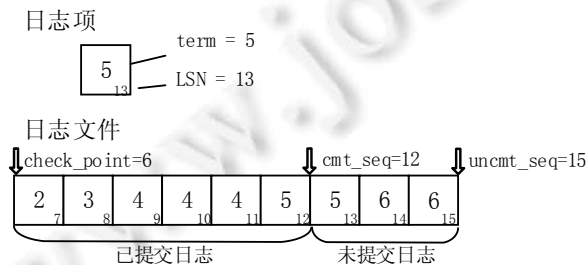 日志项
term = 5
5
13
LSN = 13
日志文件
check_point=6 cmt_seq=12 uncmt_seq=15
2 3 4 4 4 5 5 6 6
7 8 9 10 11 12 13 14 15
已提交日志 未提交日志